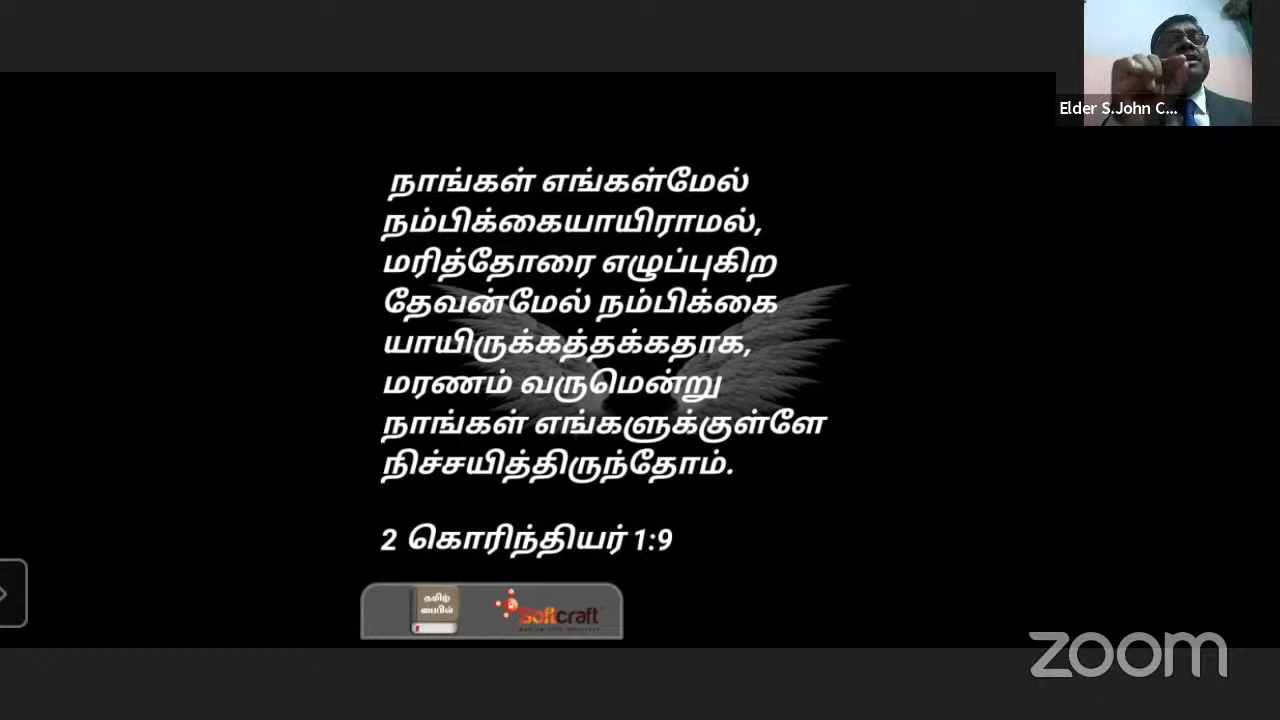 Elder S.John C...
நாங்கள் எங்கள்மேல்
நம்பிக்கையாயிராமல்,
மரித்தோரை எழுப்புகிற
தேவன்மேல் நம்பிக்கை
யாயிருக்கத்தக்கதாக,
மரணம் வருமென்று
நாங்கள் எங்களுக்குள்ளே
நிச்சயித்திருந்தோம்.
2 கொரிந்தியர் 1:9
தமிழ்
பைபிள்
Softcraft
zoom